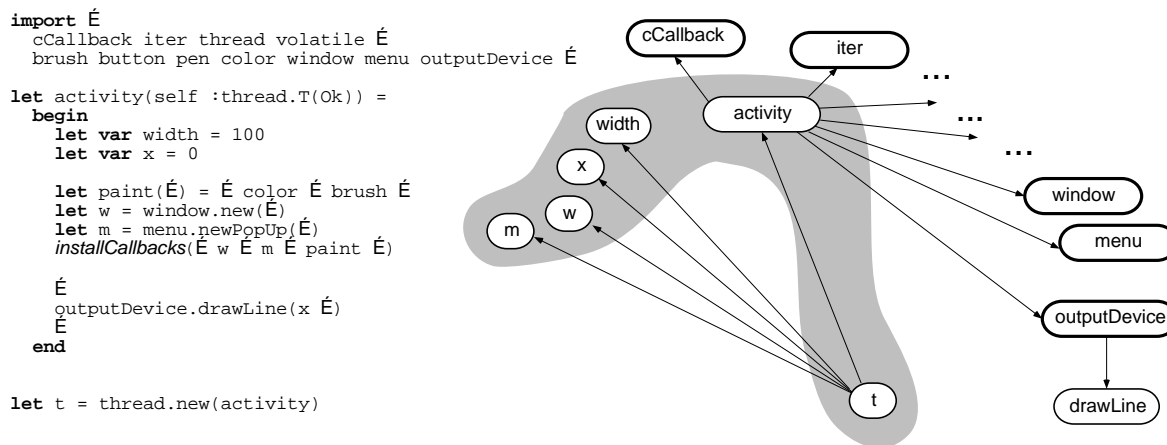 import É
cCallback iter thread volatile É
brush button pen color window menu outputDevice É
let activity(self :thread.T(Ok)) =
begin
let var width = 100
let var x = 0
let paint(É) = É color É brush É
let w = window.new(É)
let m = menu.newPopUp(É)
installCallbacks(É w É m É paint É)
É
outputDevice.drawLine(x É)
É
end
let t = thread.new(activity)
cCallback
iter
...
activity
...
width
...
x
window
w
m
menu
outputDevice
t
drawLine